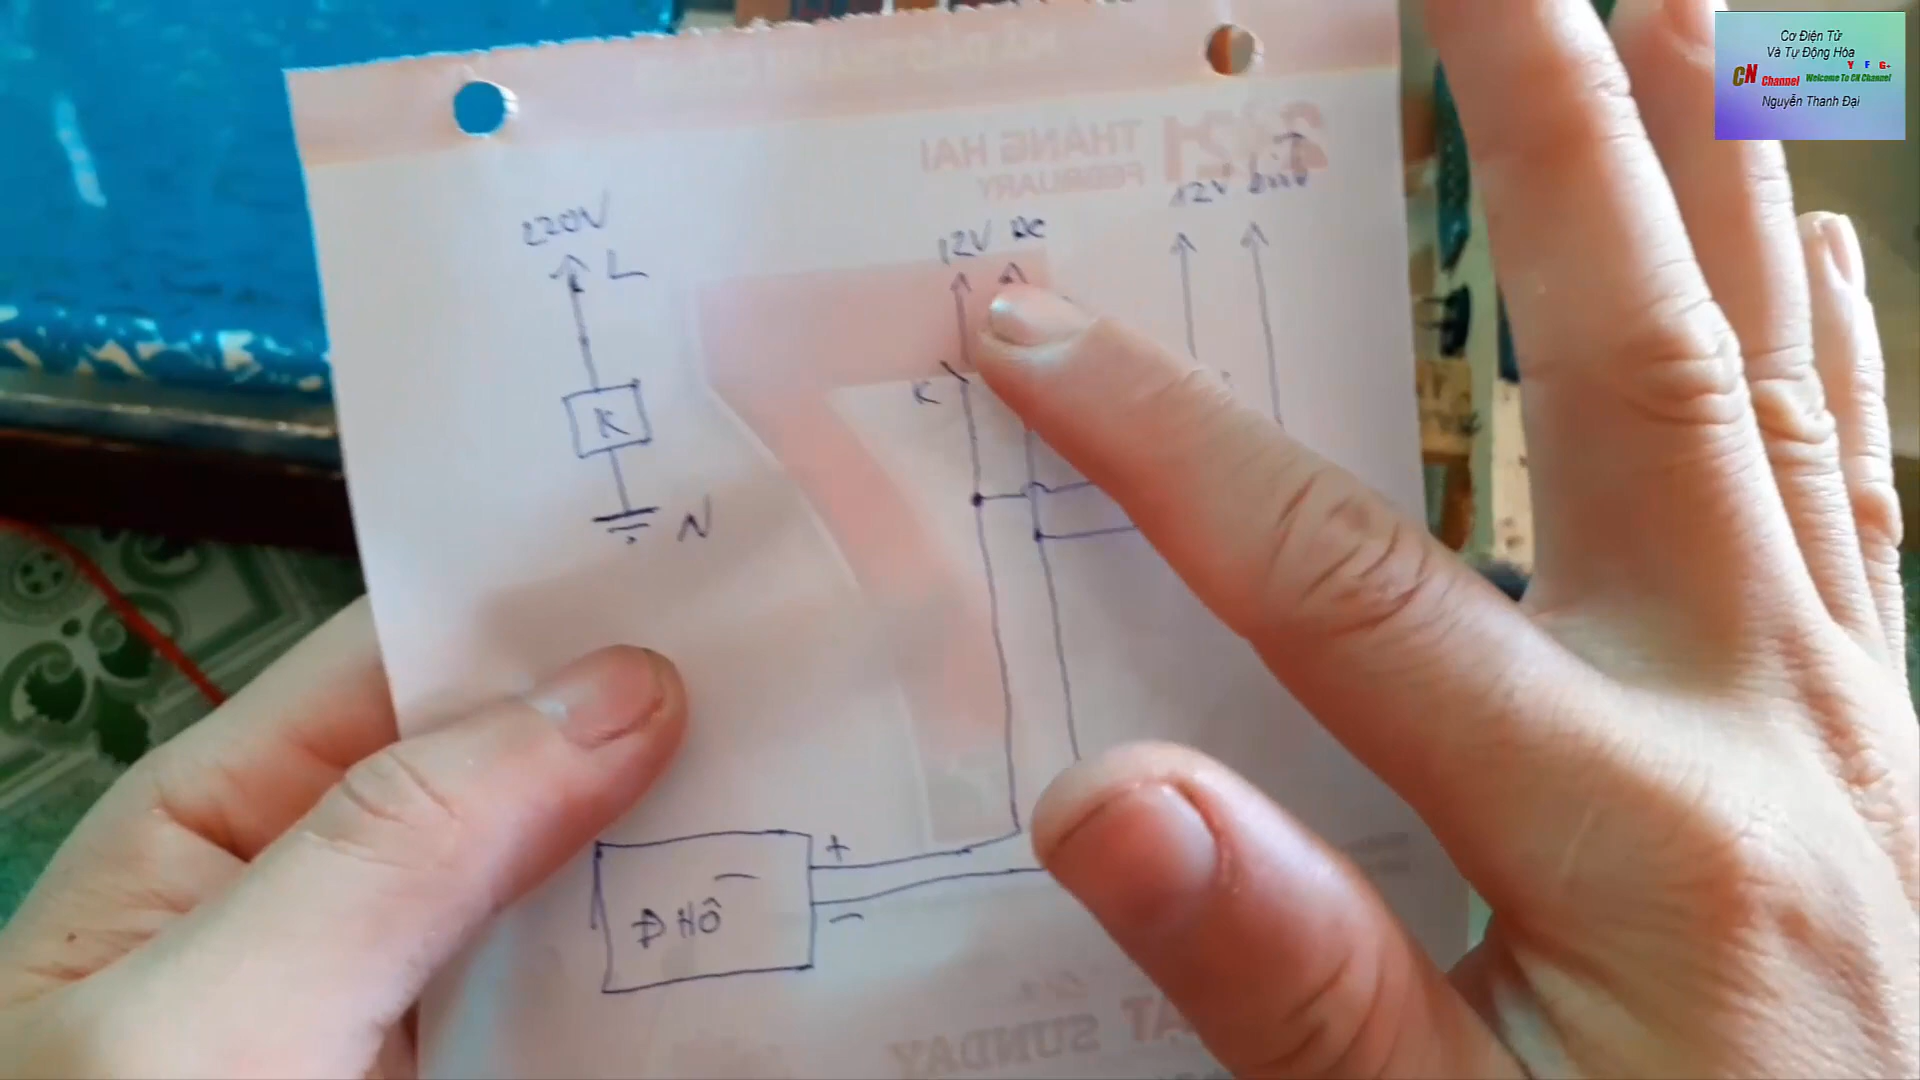 Cơ Điện Tử
Và Tự Động Hóa
Y F G+
CN Channel Welcome To CN Channel
Nguyễn Thanh Đại
2021
THÁNG HAI
FEBRUARY
220V
L
K
N
12V DC
K
12V
+
-
Đ HỒ
SUNDAY